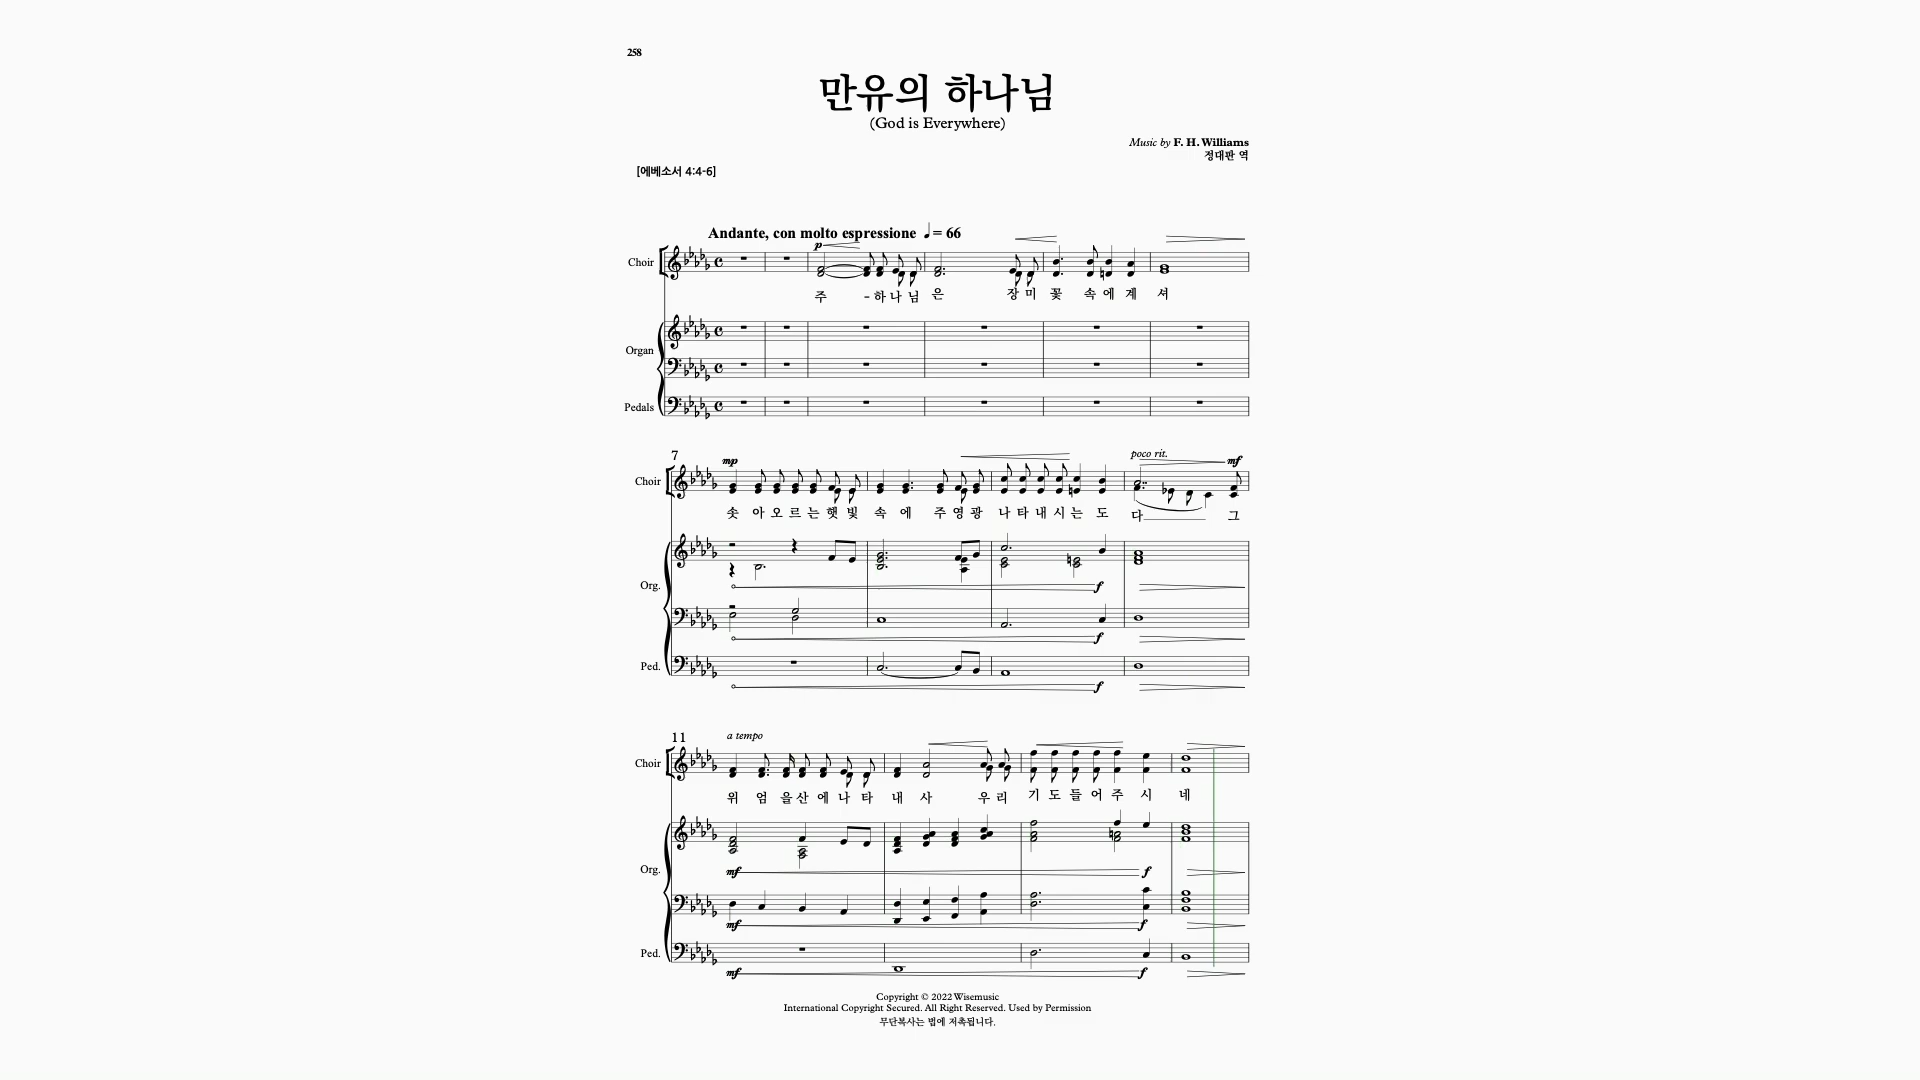 258
만유의 하나님
(God is Everywhere)
Music by F. H. Williams
정대판 역
[에베소서 4:4-6]
Andante, con molto espressione ♩ = 66
p
Choir
주 - 하 나 님 은 장 미 꽃 속 에 계 셔
Organ
Pedals
7
mp
poco rit.
mf
Choir
솟 아 오 르 는 햇 빛 속 에 주 영 광 나 타 내 시 는 도 다 그
Org.
f
f
Ped.
f
11
a tempo
Choir
위 엄 을 산 에 나 타 내 사 우 리 기 도 들 어 주 시 네
Org.
mf f
mf f
Ped.
mf f
Copyright © 2022 Wisemusic
International Copyright Secured. All Right Reserved. Used by Permission
무단복사는 법에 저촉됩니다.